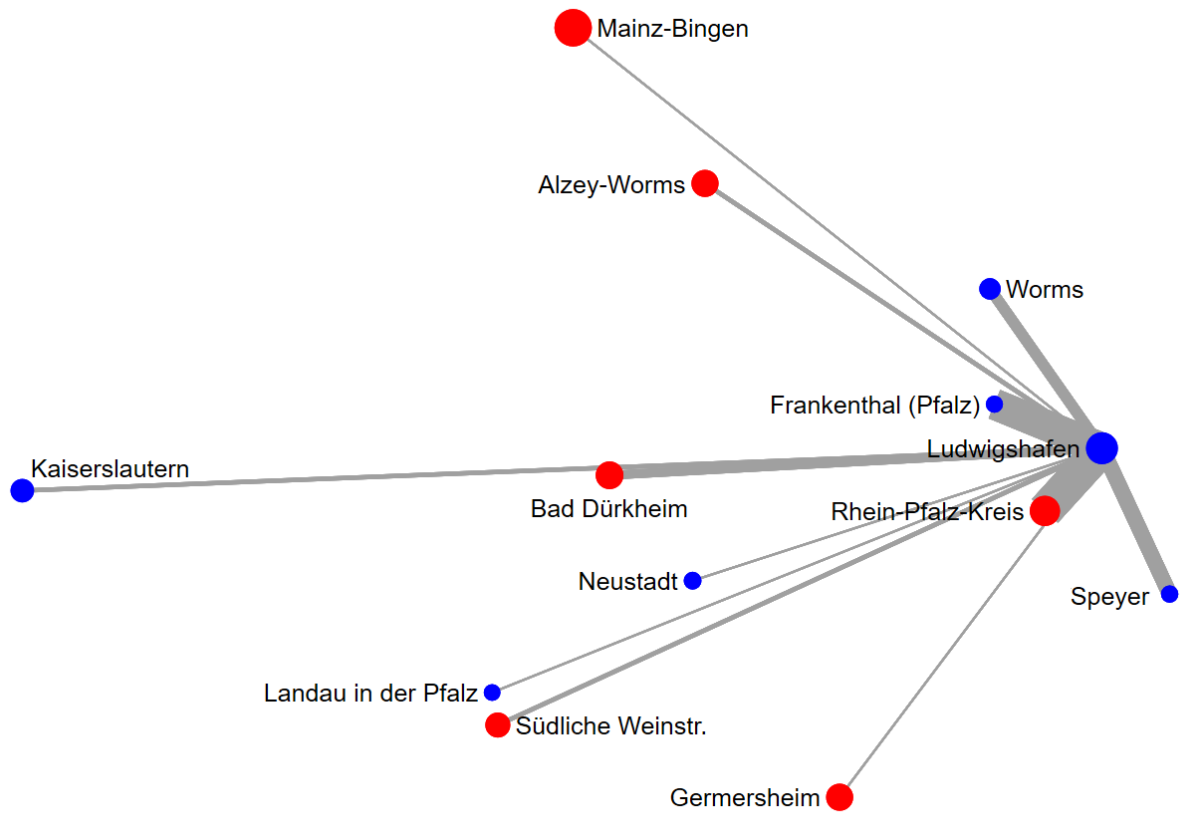 Mainz-Bingen
Alzey-Worms
Worms
Frankenthal (Pfalz)
Ludwigshafen
Kaiserslautern
Bad Dürkheim
Rhein-Pfalz-Kreis
Neustadt
Speyer
Landau in der Pfalz
Südliche Weinstr.
Germersheim